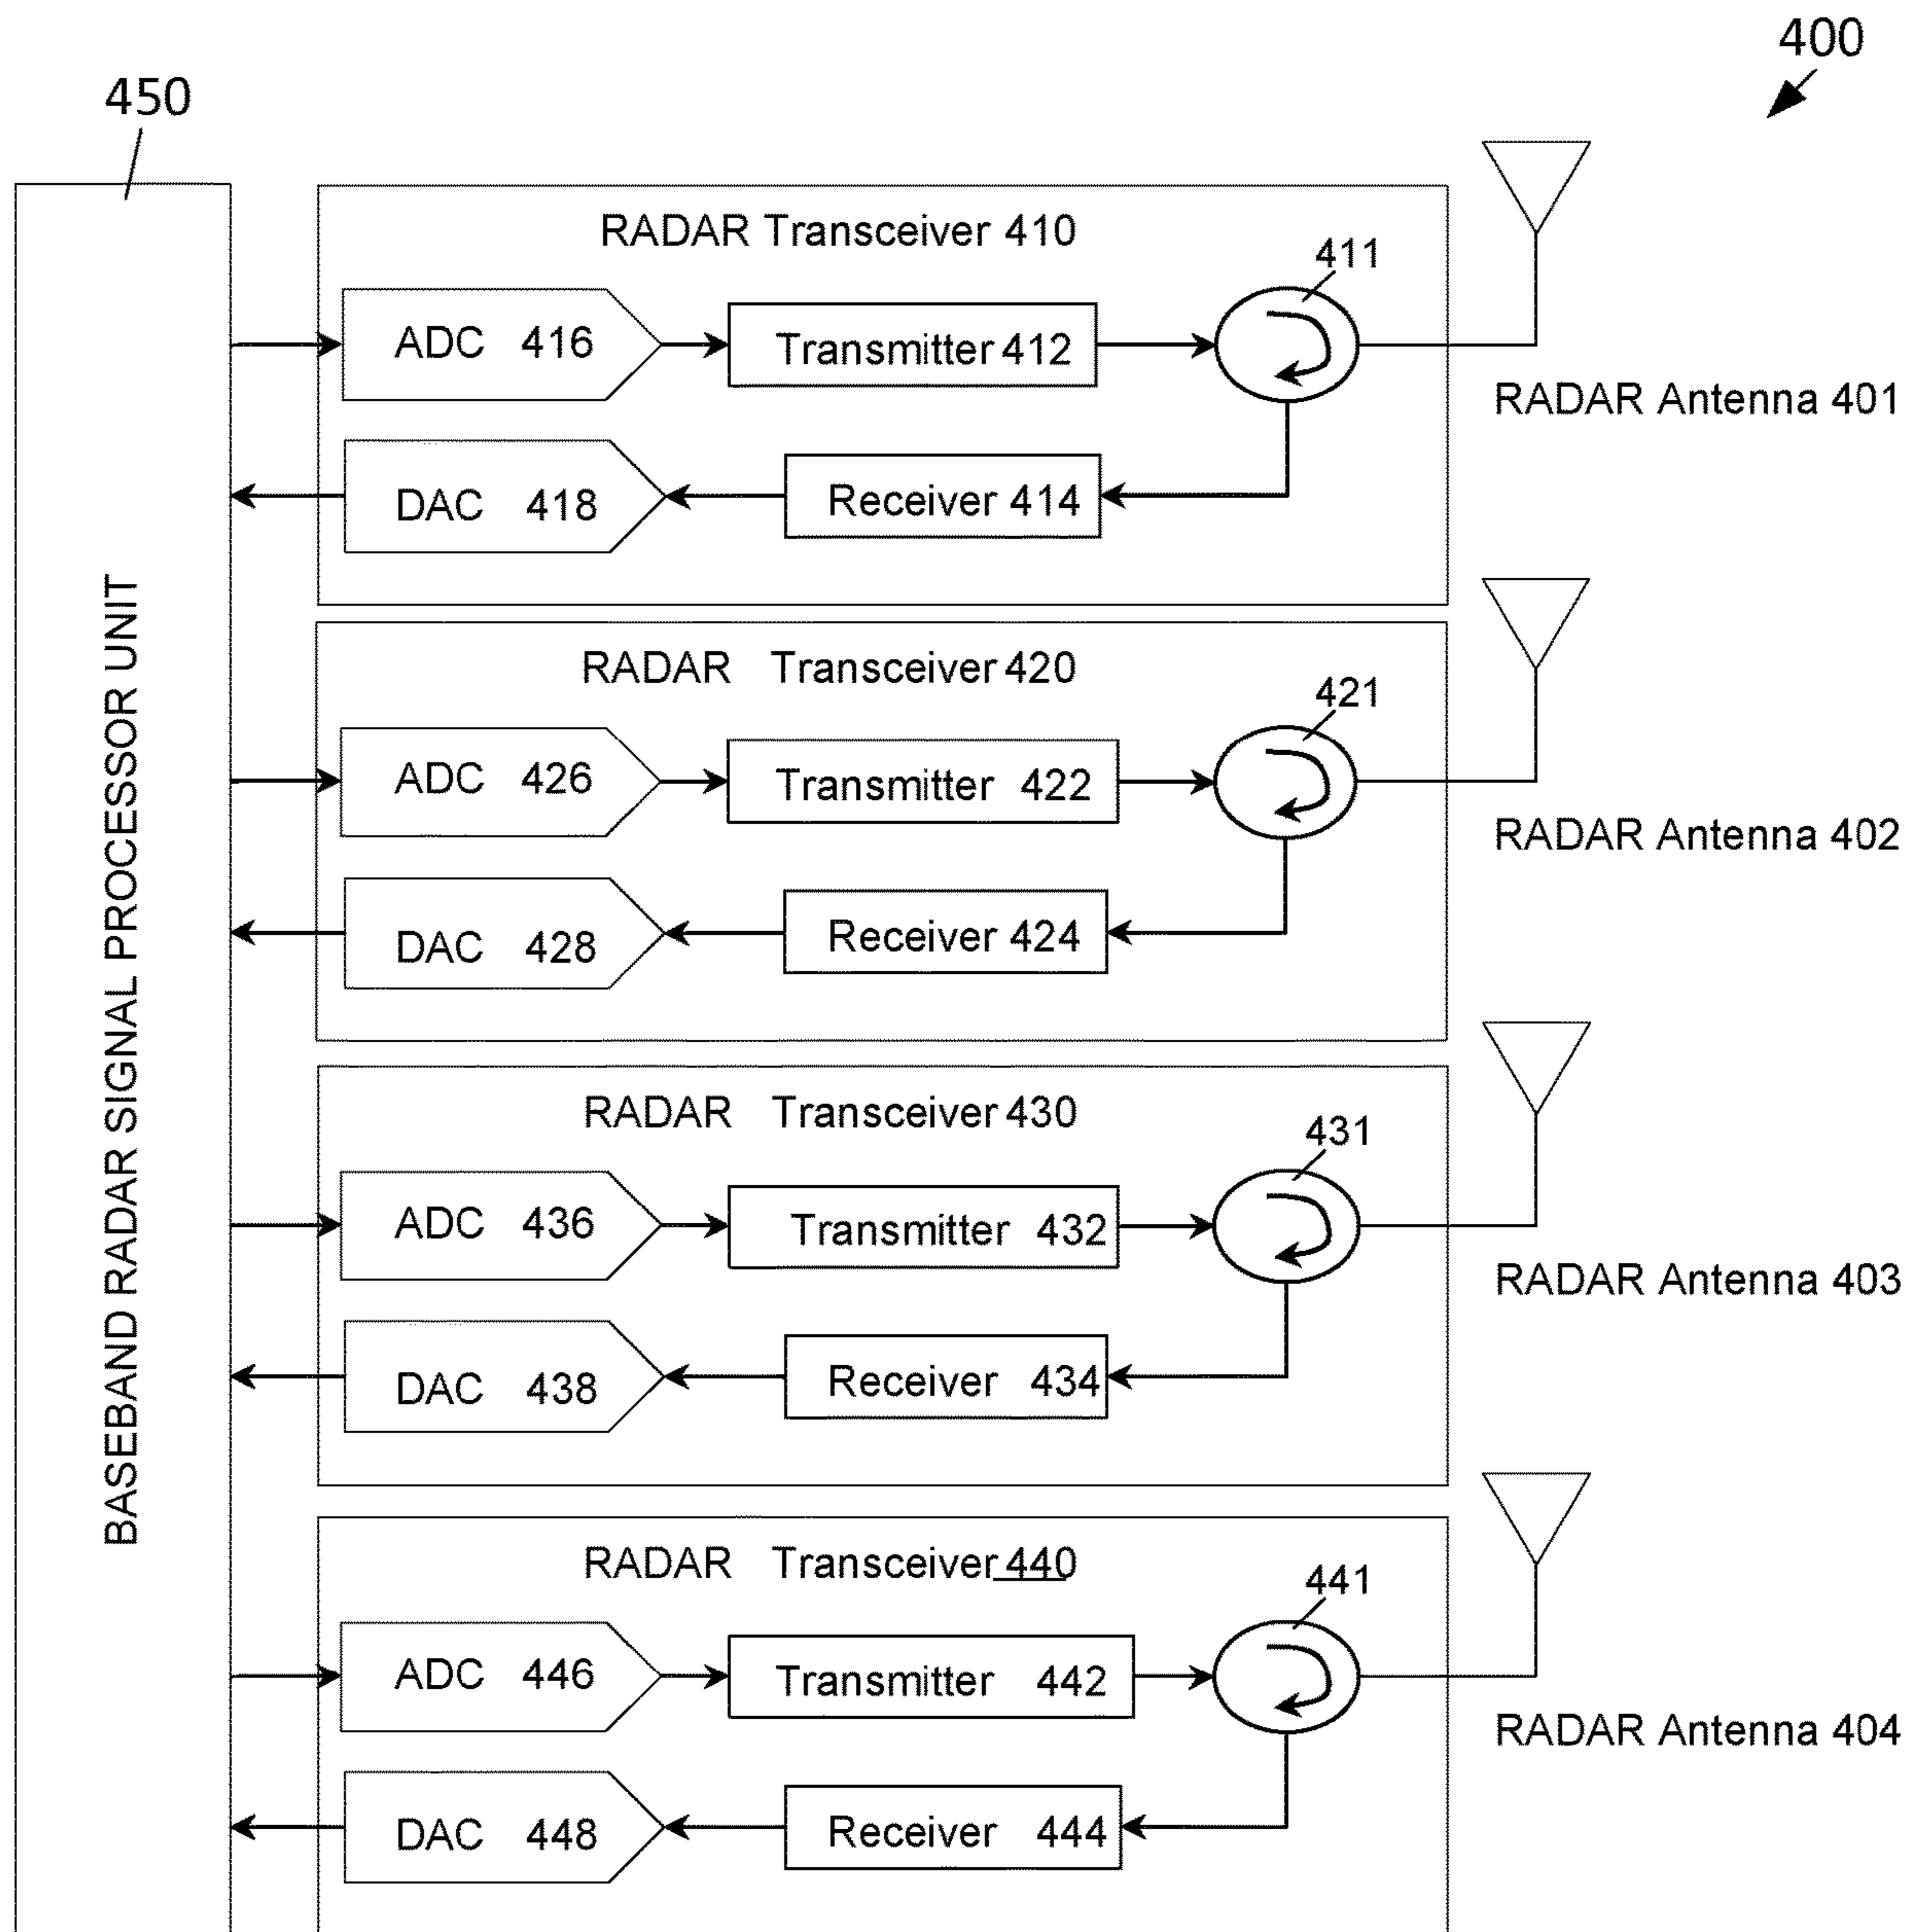 400
450
BASEBAND RADAR SIGNAL PROCESSOR UNIT
RADAR Transceiver 410
411
ADC 416
Transmitter 412
RADAR Antenna 401
DAC 418
Receiver 414
RADAR Transceiver 420
421
ADC 426
Transmitter 422
RADAR Antenna 402
DAC 428
Receiver 424
RADAR Transceiver 430
431
ADC 436
Transmitter 432
RADAR Antenna 403
DAC 438
Receiver 434
RADAR Transceiver 440
441
ADC 446
Transmitter 442
RADAR Antenna 404
DAC 448
Receiver 444